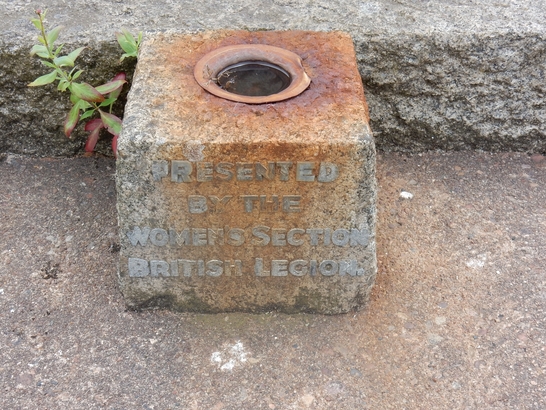 PRESENTED
BY THE
WOMEN'S SECTION
BRITISH LEGION.